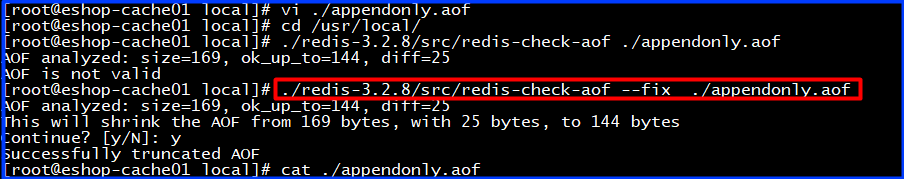 [root@eshop-cache01 local]# vi ./appendonly.aof
[root@eshop-cache01 local]# cd /usr/local/
[root@eshop-cache01 local]# ./redis-3.2.8/src/redis-check-aof ./appendonly.aof
AOF analyzed: size=169, ok_up_to=144, diff=25
AOF is not valid
[root@eshop-cache01 local]# ./redis-3.2.8/src/redis-check-aof --fix  ./appendonly.aof
AOF analyzed: size=169, ok_up_to=144, diff=25
This will shrink the AOF from 169 bytes, with 25 bytes, to 144 bytes
Continue? [y/N]: y
Successfully truncated AOF
[root@eshop-cache01 local]# cat ./appendonly.aof